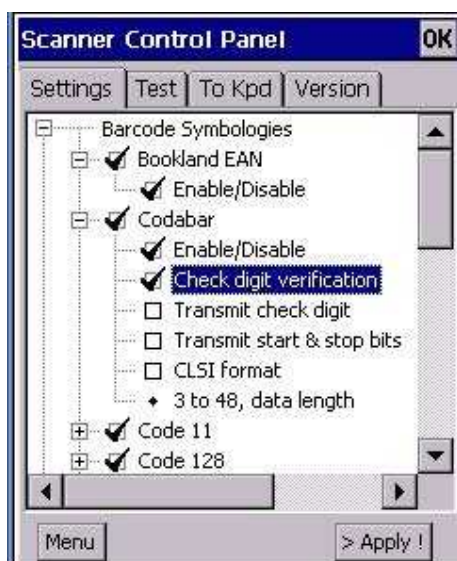 Scanner Control Panel OK
Settings Test To Kpd Version
Barcode Symbologies
Bookland EAN
Enable/Disable
Codabar
Enable/Disable
Check digit verification
Transmit check digit
Transmit start & stop bits
CLSI format
3 to 48, data length
Code 11
Code 128
Menu > Apply !